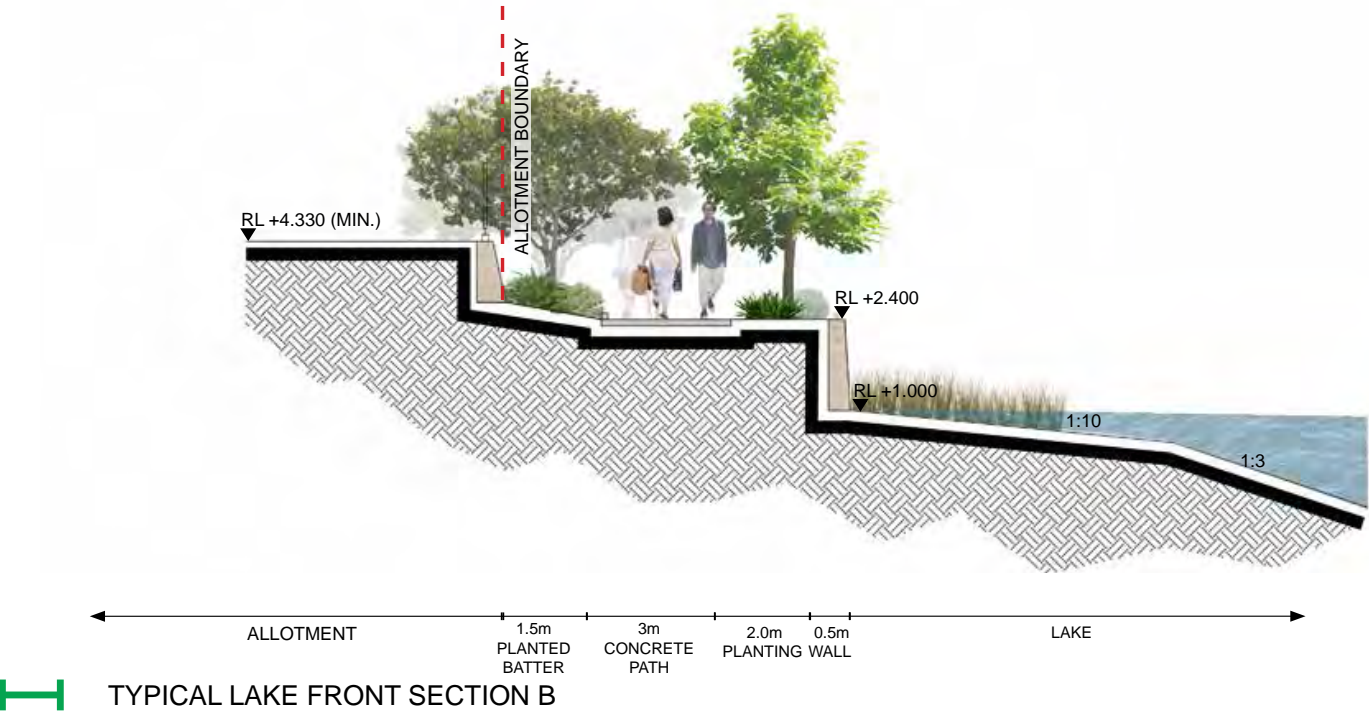 ALLOTMENT BOUNDARY
RL +4.330 (MIN.)
RL +2.400
RL +1.000
1:10
1:3
ALLOTMENT
1.5m
PLANTED
BATTER
3m
CONCRETE
PATH
2.0m
PLANTING
0.5m
WALL
LAKE
TYPICAL LAKE FRONT SECTION B